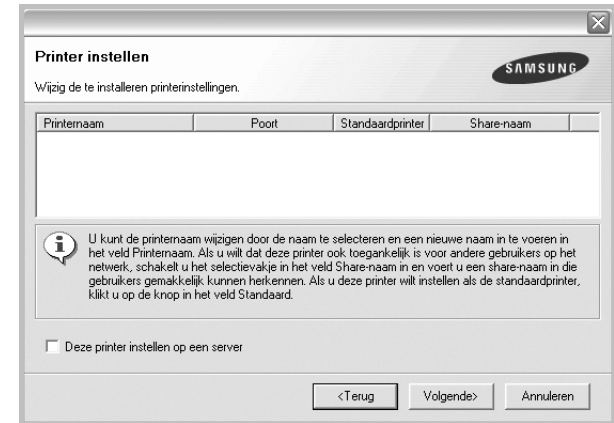 Printer instellen
SAMSUNG
Wijzig de te installeren printerinstellingen.
Printernaam Poort Standaardprinter Share-naam
U kunt de printernaam wijzigen door de naam te selecteren en een nieuwe naam in te voeren in
het veld Printernaam. Als u wilt dat deze printer ook toegankelijk is voor andere gebruikers op het
netwerk, schakelt u het selectievakje in het veld Share-naam in en voert u een share-naam in die
gebruikers gemakkelijk kunnen herkennen. Als u deze printer wilt instellen als de standaardprinter,
klikt u op de knop in het veld Standaard.
Deze printer instellen op een server
<Terug Volgende> Annuleren